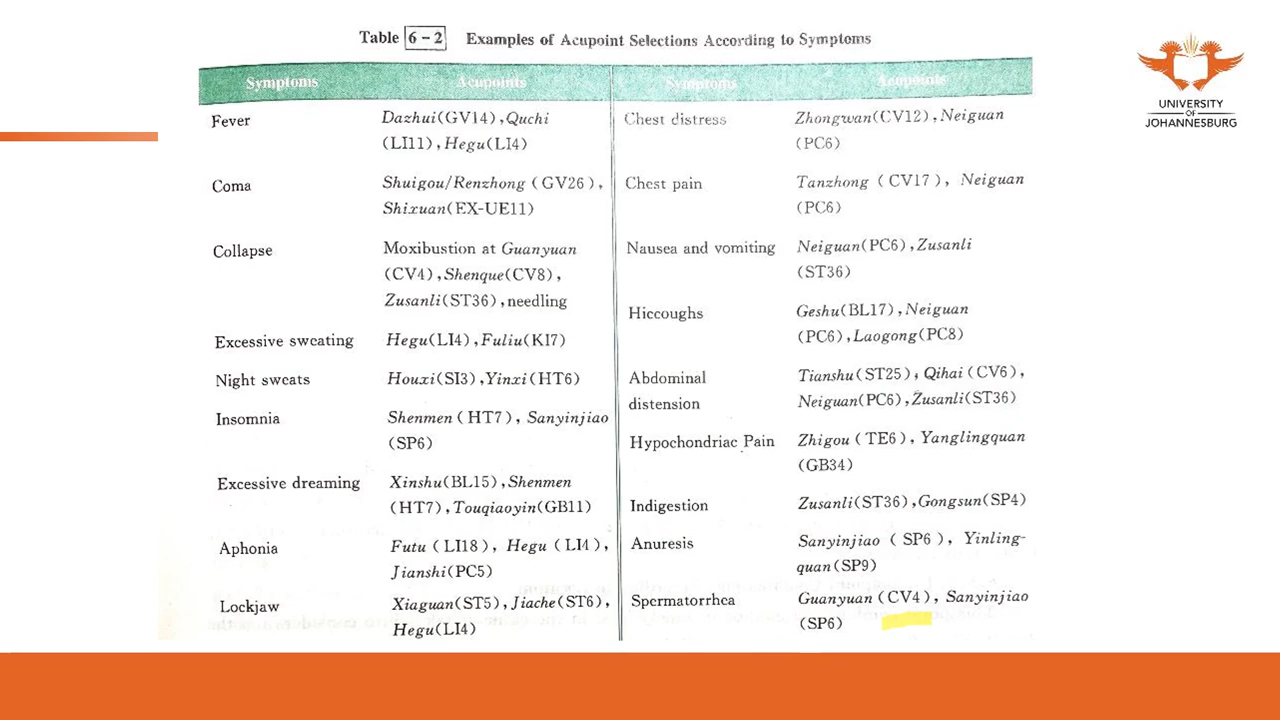 Table 6-2 Examples of Acupoint Selections According to Symptoms
Symptoms Acupoints
Fever Dazhui(GV14),Quchi
(LI11),Hegu(LI4)
Coma Shuigou/Renzhong (GV26),
Shixuan(EX-UE11)
Collapse Moxibustion at Guanyuan
(CV4),Shenque(CV8),
Zusanli(ST36),needling
Excessive sweating Hegu(LI4),Fuliu(KI7)
Night sweats Houxi(SI3),Yinxi(HT6)
Insomnia Shenmen (HT7), Sanyinjiao
(SP6)
Excessive dreaming Xinshu(BL15),Shenmen
(HT7),Touqiaoyin(GB11)
Aphonia Futu (LI18), Hegu (LI4),
Jianshi(PC5)
Lockjaw Xiaguan(ST5),Jiache(ST6),
Hegu(LI4)
Symptoms Acupoints
Chest distress Zhongwan(CV12),Neiguan
(PC6)
Chest pain Tanzhong (CV17), Neiguan
(PC6)
Nausea and vomiting Neiguan(PC6),Zusanli
(ST36)
Hiccoughs Geshu(BL17),Neiguan
(PC6),Laogong(PC8)
Abdominal Tianshu(ST25), Qihai (CV6),
distension Neiguan(PC6),Zusanli(ST36)
Hypochondriac Pain Zhigou (TE6), Yanglingquan
(GB34)
Indigestion Zusanli(ST36),Gongsun(SP4)
Anuresis Sanyinjiao (SP6), Yinling-
quan(SP9)
Spermatorrhea Guanyuan (CV4), Sanyinjiao
(SP6)
UNIVERSITY
OF
JOHANNESBURG